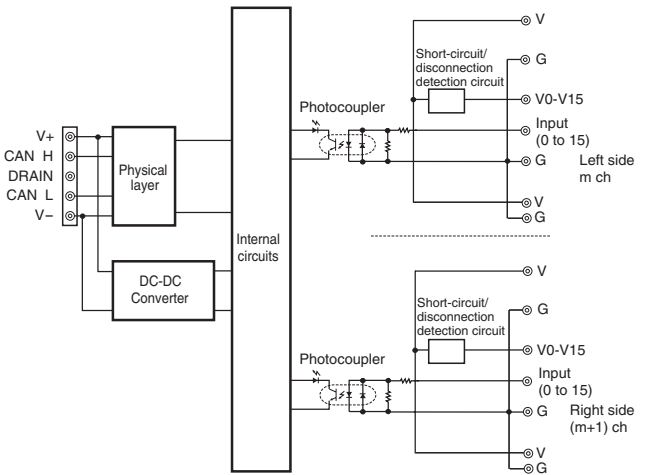 V
Short-circuit/
disconnection
detection circuit
G
Photocoupler
V0-V15
Input
(0 to 15)
V+
CAN H
DRAIN
CAN L
V−
Physical
layer
G
Left side
m ch
V
G
Internal
circuits
DC-DC
Converter
V
Short-circuit/
disconnection
detection circuit
G
Photocoupler
V0-V15
Input
(0 to 15)
G
Right side
(m+1) ch
V
G